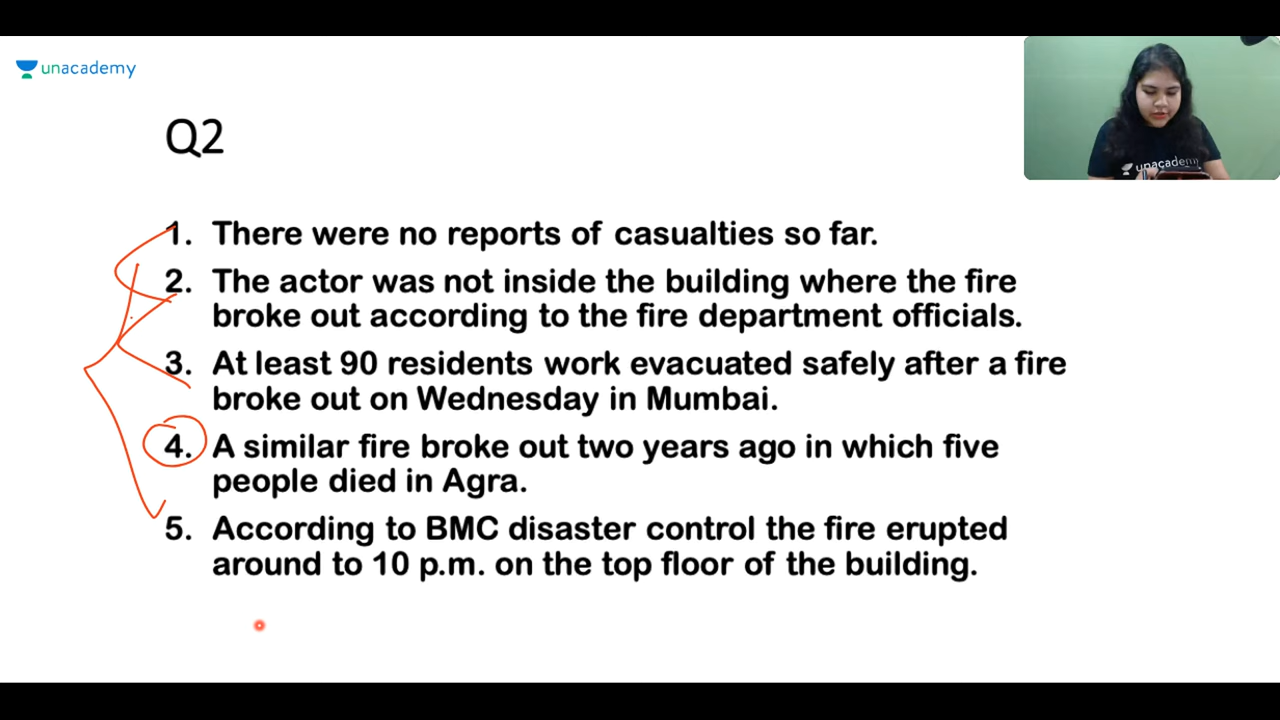 unacademy
unacademy
Q2
1. There were no reports of casualties so far.
2. The actor was not inside the building where the fire
broke out according to the fire department officials.
3. At least 90 residents work evacuated safely after a fire
broke out on Wednesday in Mumbai.
4. A similar fire broke out two years ago in which five
people died in Agra.
5. According to BMC disaster control the fire erupted
around to 10 p.m. on the top floor of the building.